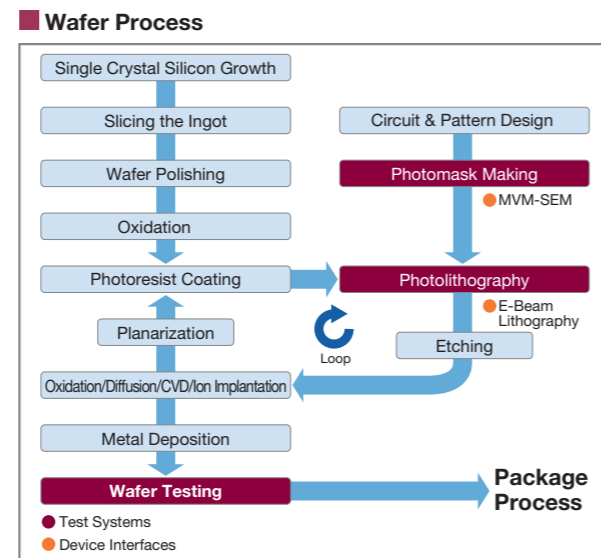 Wafer Process
Single Crystal Silicon Growth
Slicing the Ingot
Circuit & Pattern Design
Wafer Polishing
Photomask Making
MVM-SEM
Oxidation
Photoresist Coating
Photolithography
E-Beam
Lithography
Planarization
Loop
Etching
Oxidation/Diffusion/CVD/Ion Implantation
Metal Deposition
Wafer Testing
Package
Process
Test Systems
Device Interfaces